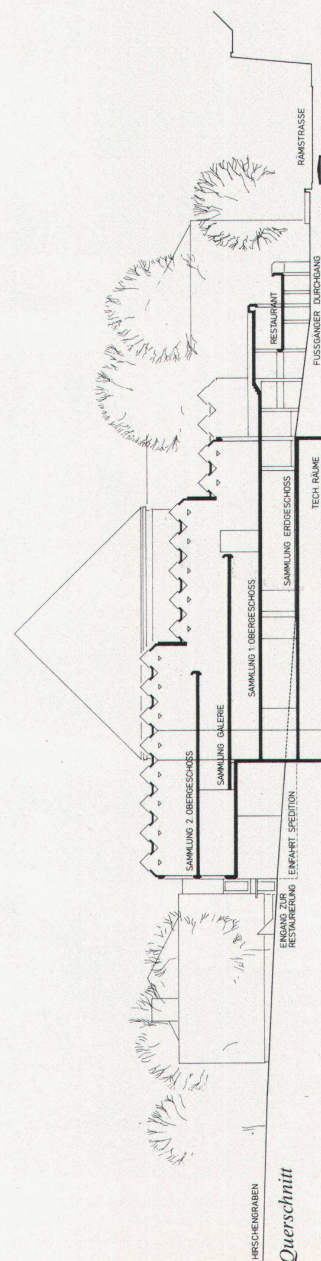 RÄMISTRASSE
FUSSGÄNGER DURCHGANG
RESTAURANT
TECH. RÄUME
SAMMLUNG ERDGESCHOSS
SAMMLUNG 1. OBERGESCHOSS
SAMMLUNG GALERIE
SAMMLUNG 2. OBERGESCHOSS
EINFAHRT SPEDITION
EINGANG ZUR
RESTAURIERUNG
HIRSCHENGRABEN
Querschnitt